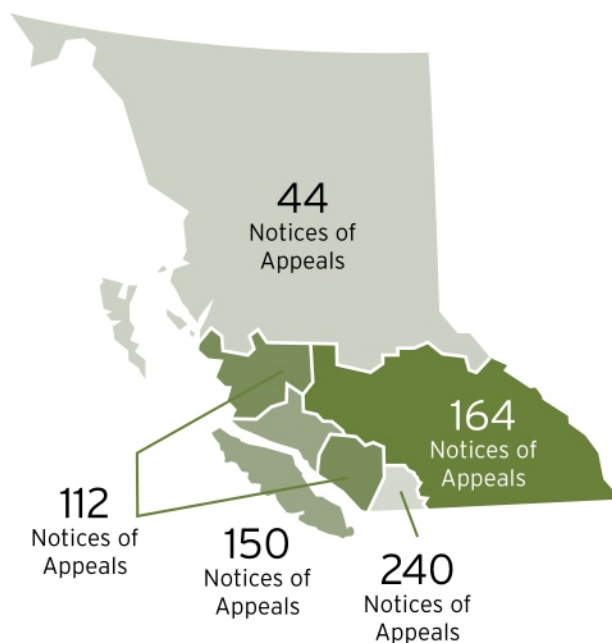 44
Notices of
Appeals
164
Notices of
Appeals
112
Notices of
Appeals
150
Notices of
Appeals
240
Notices of
Appeals